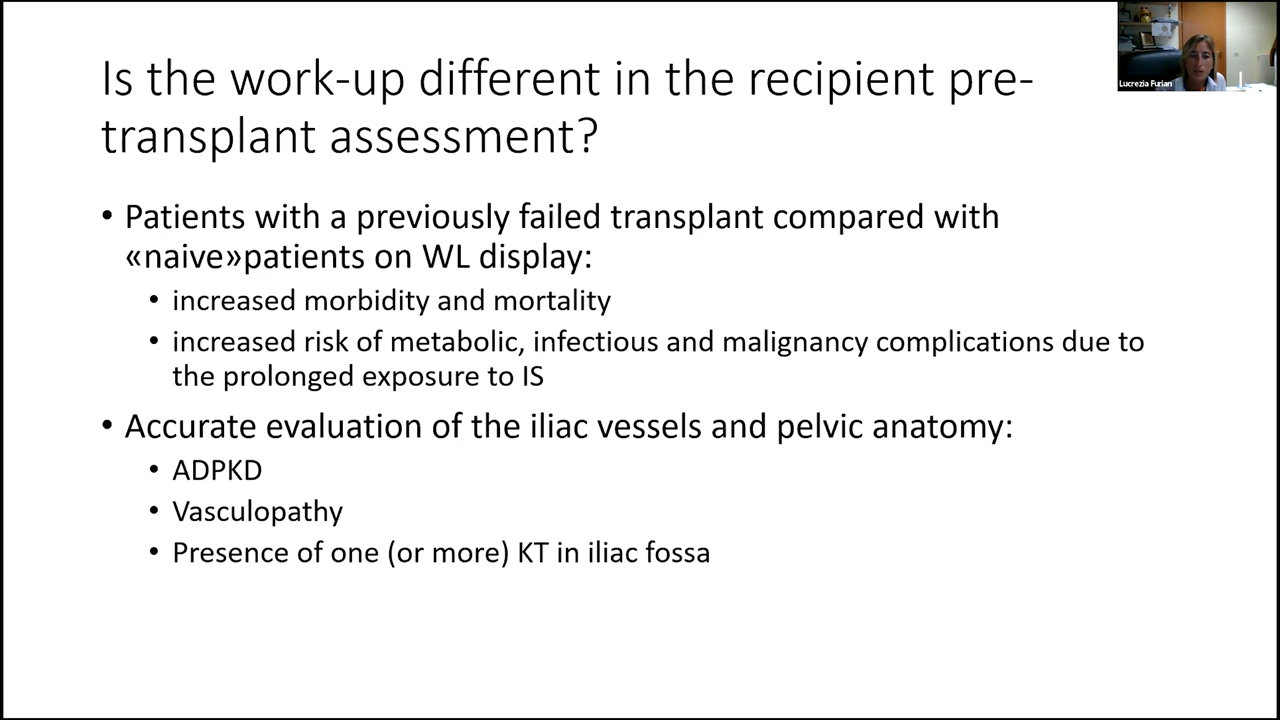 Is the work-up different in the recipient pre-
transplant assessment?
• Patients with a previously failed transplant compared with
«naive»patients on WL display:
• increased morbidity and mortality
• increased risk of metabolic, infectious and malignancy complications due to
the prolonged exposure to IS
• Accurate evaluation of the iliac vessels and pelvic anatomy:
• ADPKD
• Vasculopathy
• Presence of one (or more) KT in iliac fossa
Lucrezia Furian